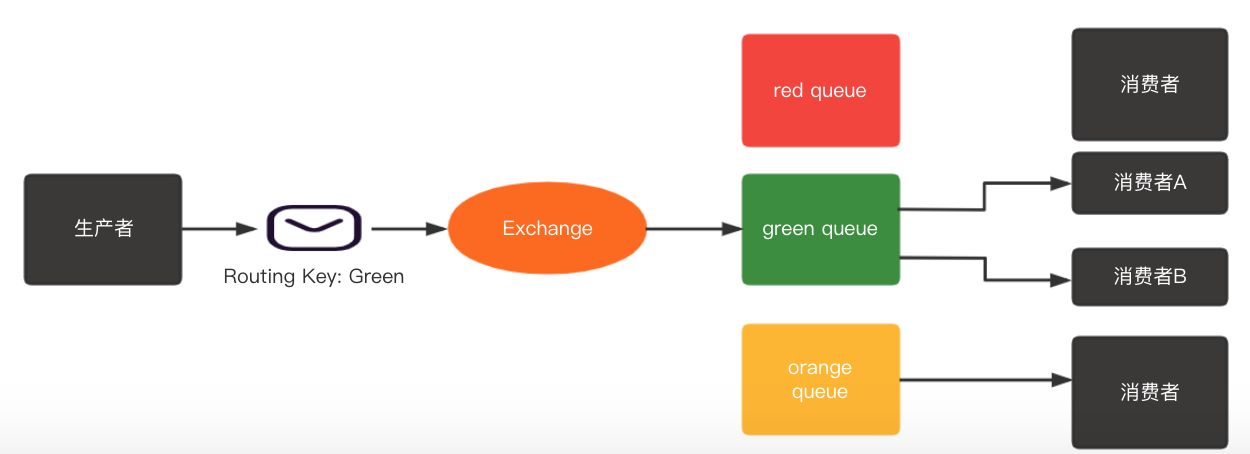 生产者
Routing Key: Green
Exchange
red queue
green queue
orange
queue
消费者
消费者A
消费者B
消费者